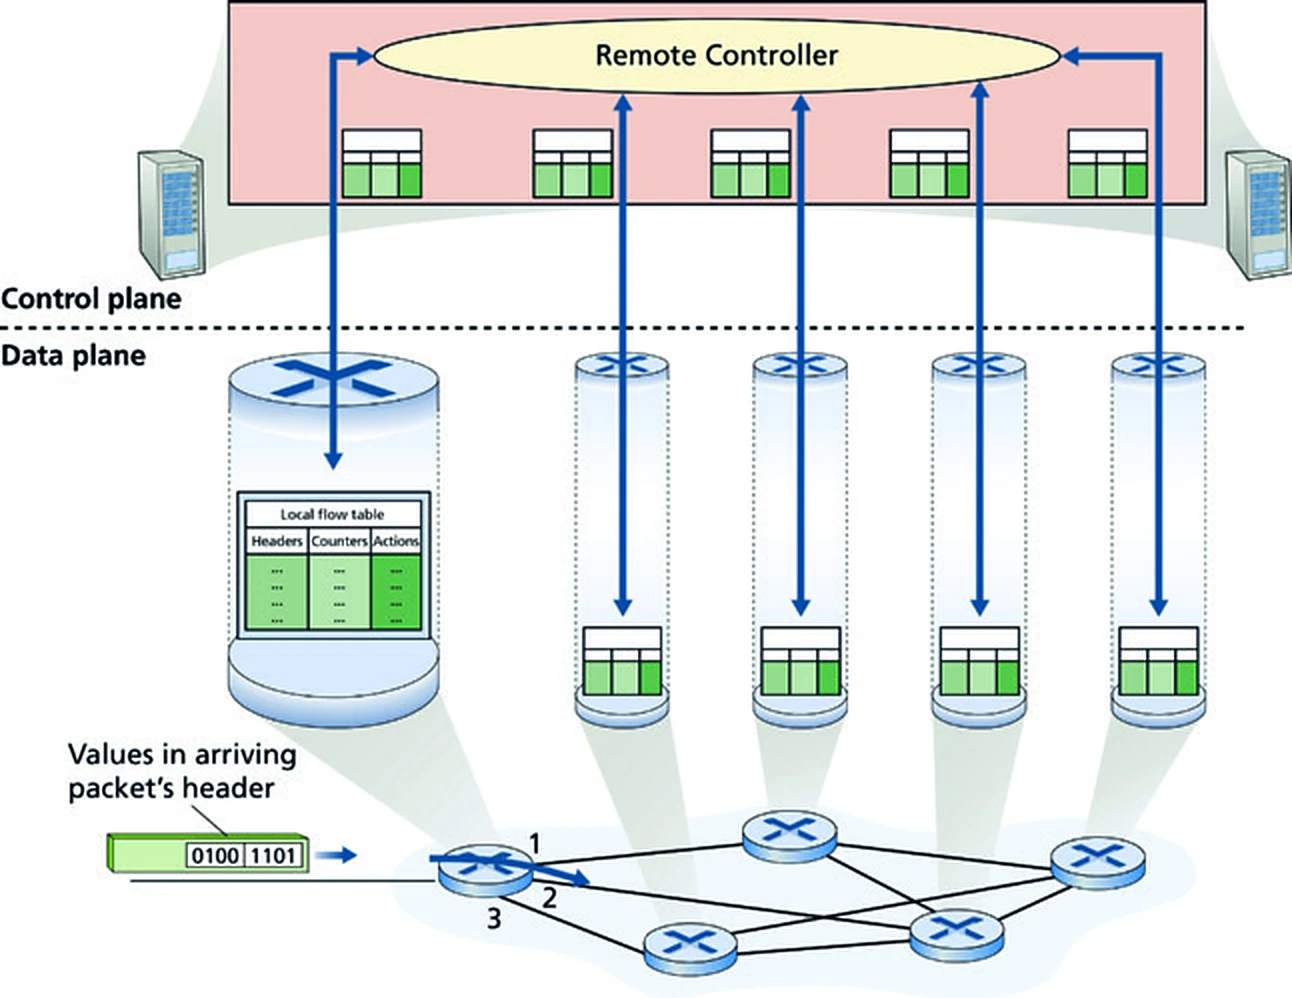 Remote Controller
Control plane
Data plane
Local flow table
Headers Counters Actions
... ... ...
... ... ...
... ... ...
... ... ...
Values in arriving
packet's header
0100 1101
1
2
3